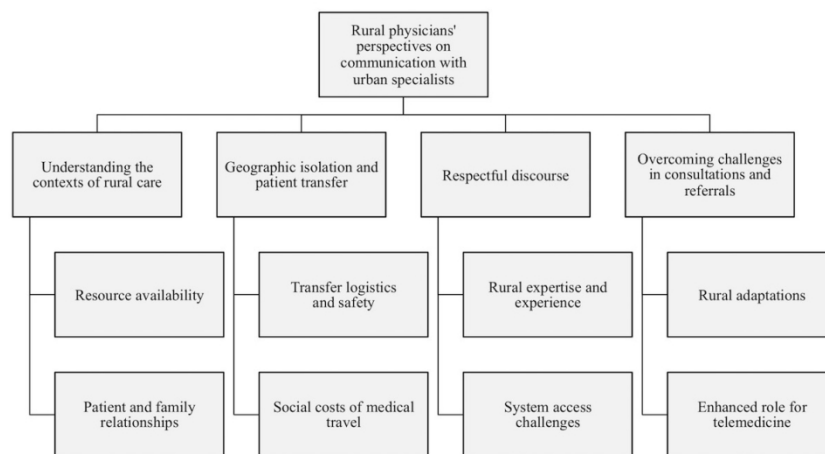 Rural physicians'
perspectives on
communication with
urban specialists
Understanding the
contexts of rural care
Geographic isolation and
patient transfer
Respectful discourse
Overcoming challenges
in consultations and
referrals
Resource availability
Transfer logistics
and safety
Rural expertise and
experience
Rural adaptations
Patient and family
relationships
Social costs of medical
travel
System access
challenges
Enhanced role for
telemedicine